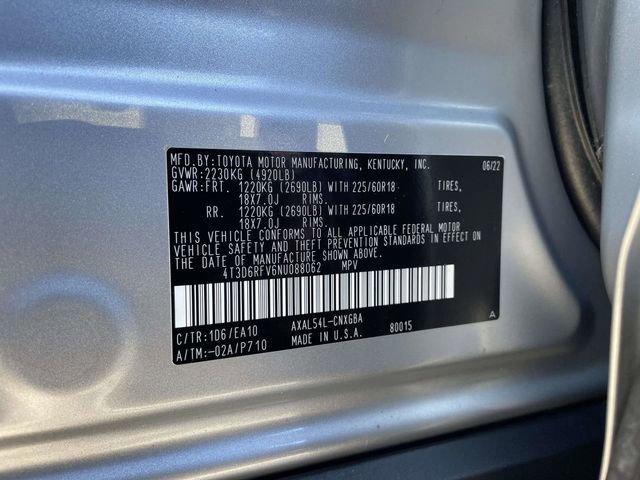 MFD.BY:TOYOTA MOTOR MANUFACTURING, KENTUCKY, INC. 06/22
GVWR:2230KG (4920LB)
GAWR:FRT. 1220KG (2690LB) WITH 225/60R18 TIRES,
18X7.0J RIMS.
RR. 1220KG (2690LB) WITH 225/60R18 TIRES,
18X7.0J RIMS.
THIS VEHICLE CONFORMS TO ALL APPLICABLE FEDERAL MOTOR
VEHICLE SAFETY AND THEFT PREVENTION STANDARDS IN EFFECT ON
THE DATE OF MANUFACTURE SHOWN ABOVE.
4T3D6RFV6NU088062 MPV
C/TR:1D6/EA10 AXAL54L-CNXGBA A
A/TM:-02A/P710 MADE IN U.S.A. 80015